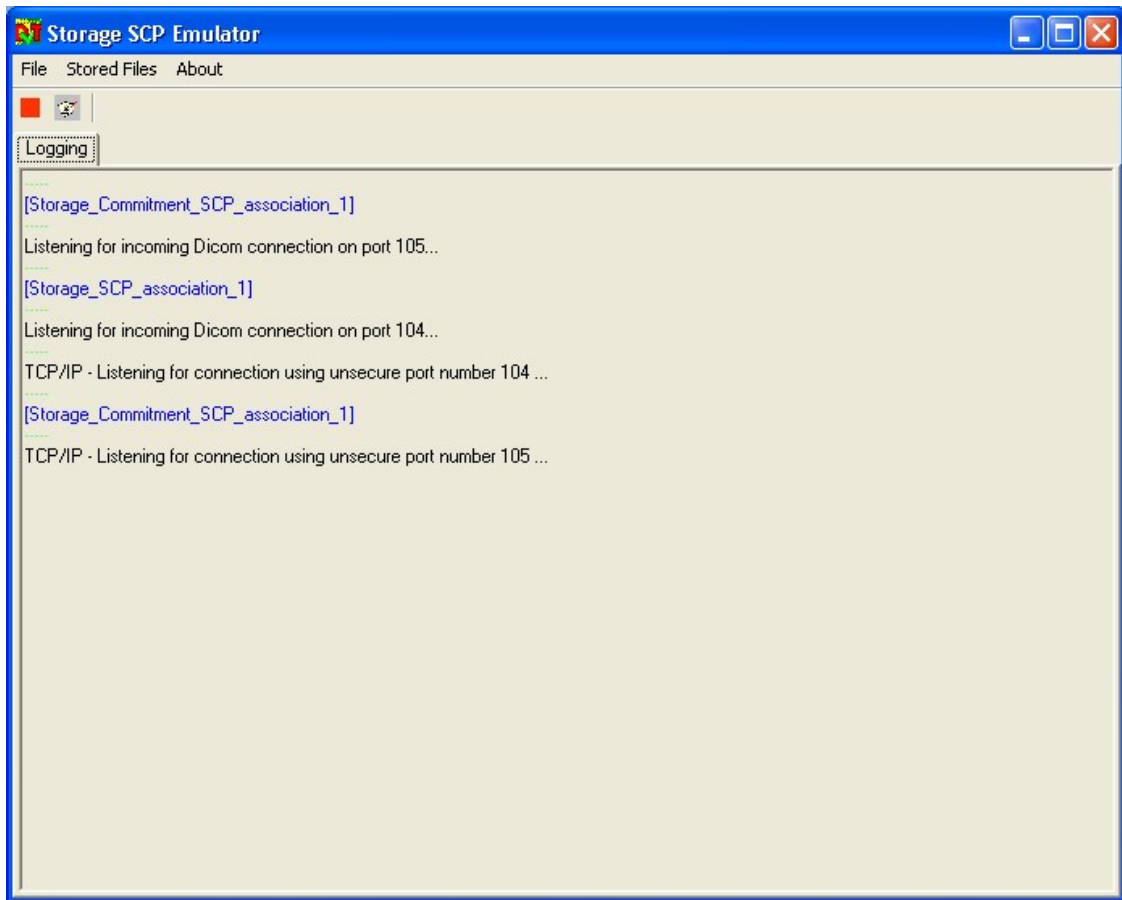 Storage SCP Emulator
File Stored Files About
Logging
-----
[Storage_Commitment_SCP_association_1]
-----
Listening for incoming Dicom connection on port 105...
-----
[Storage_SCP_association_1]
-----
Listening for incoming Dicom connection on port 104...
-----
TCP/IP - Listening for connection using unsecure port number 104 ...
-----
[Storage_Commitment_SCP_association_1]
-----
TCP/IP - Listening for connection using unsecure port number 105 ...